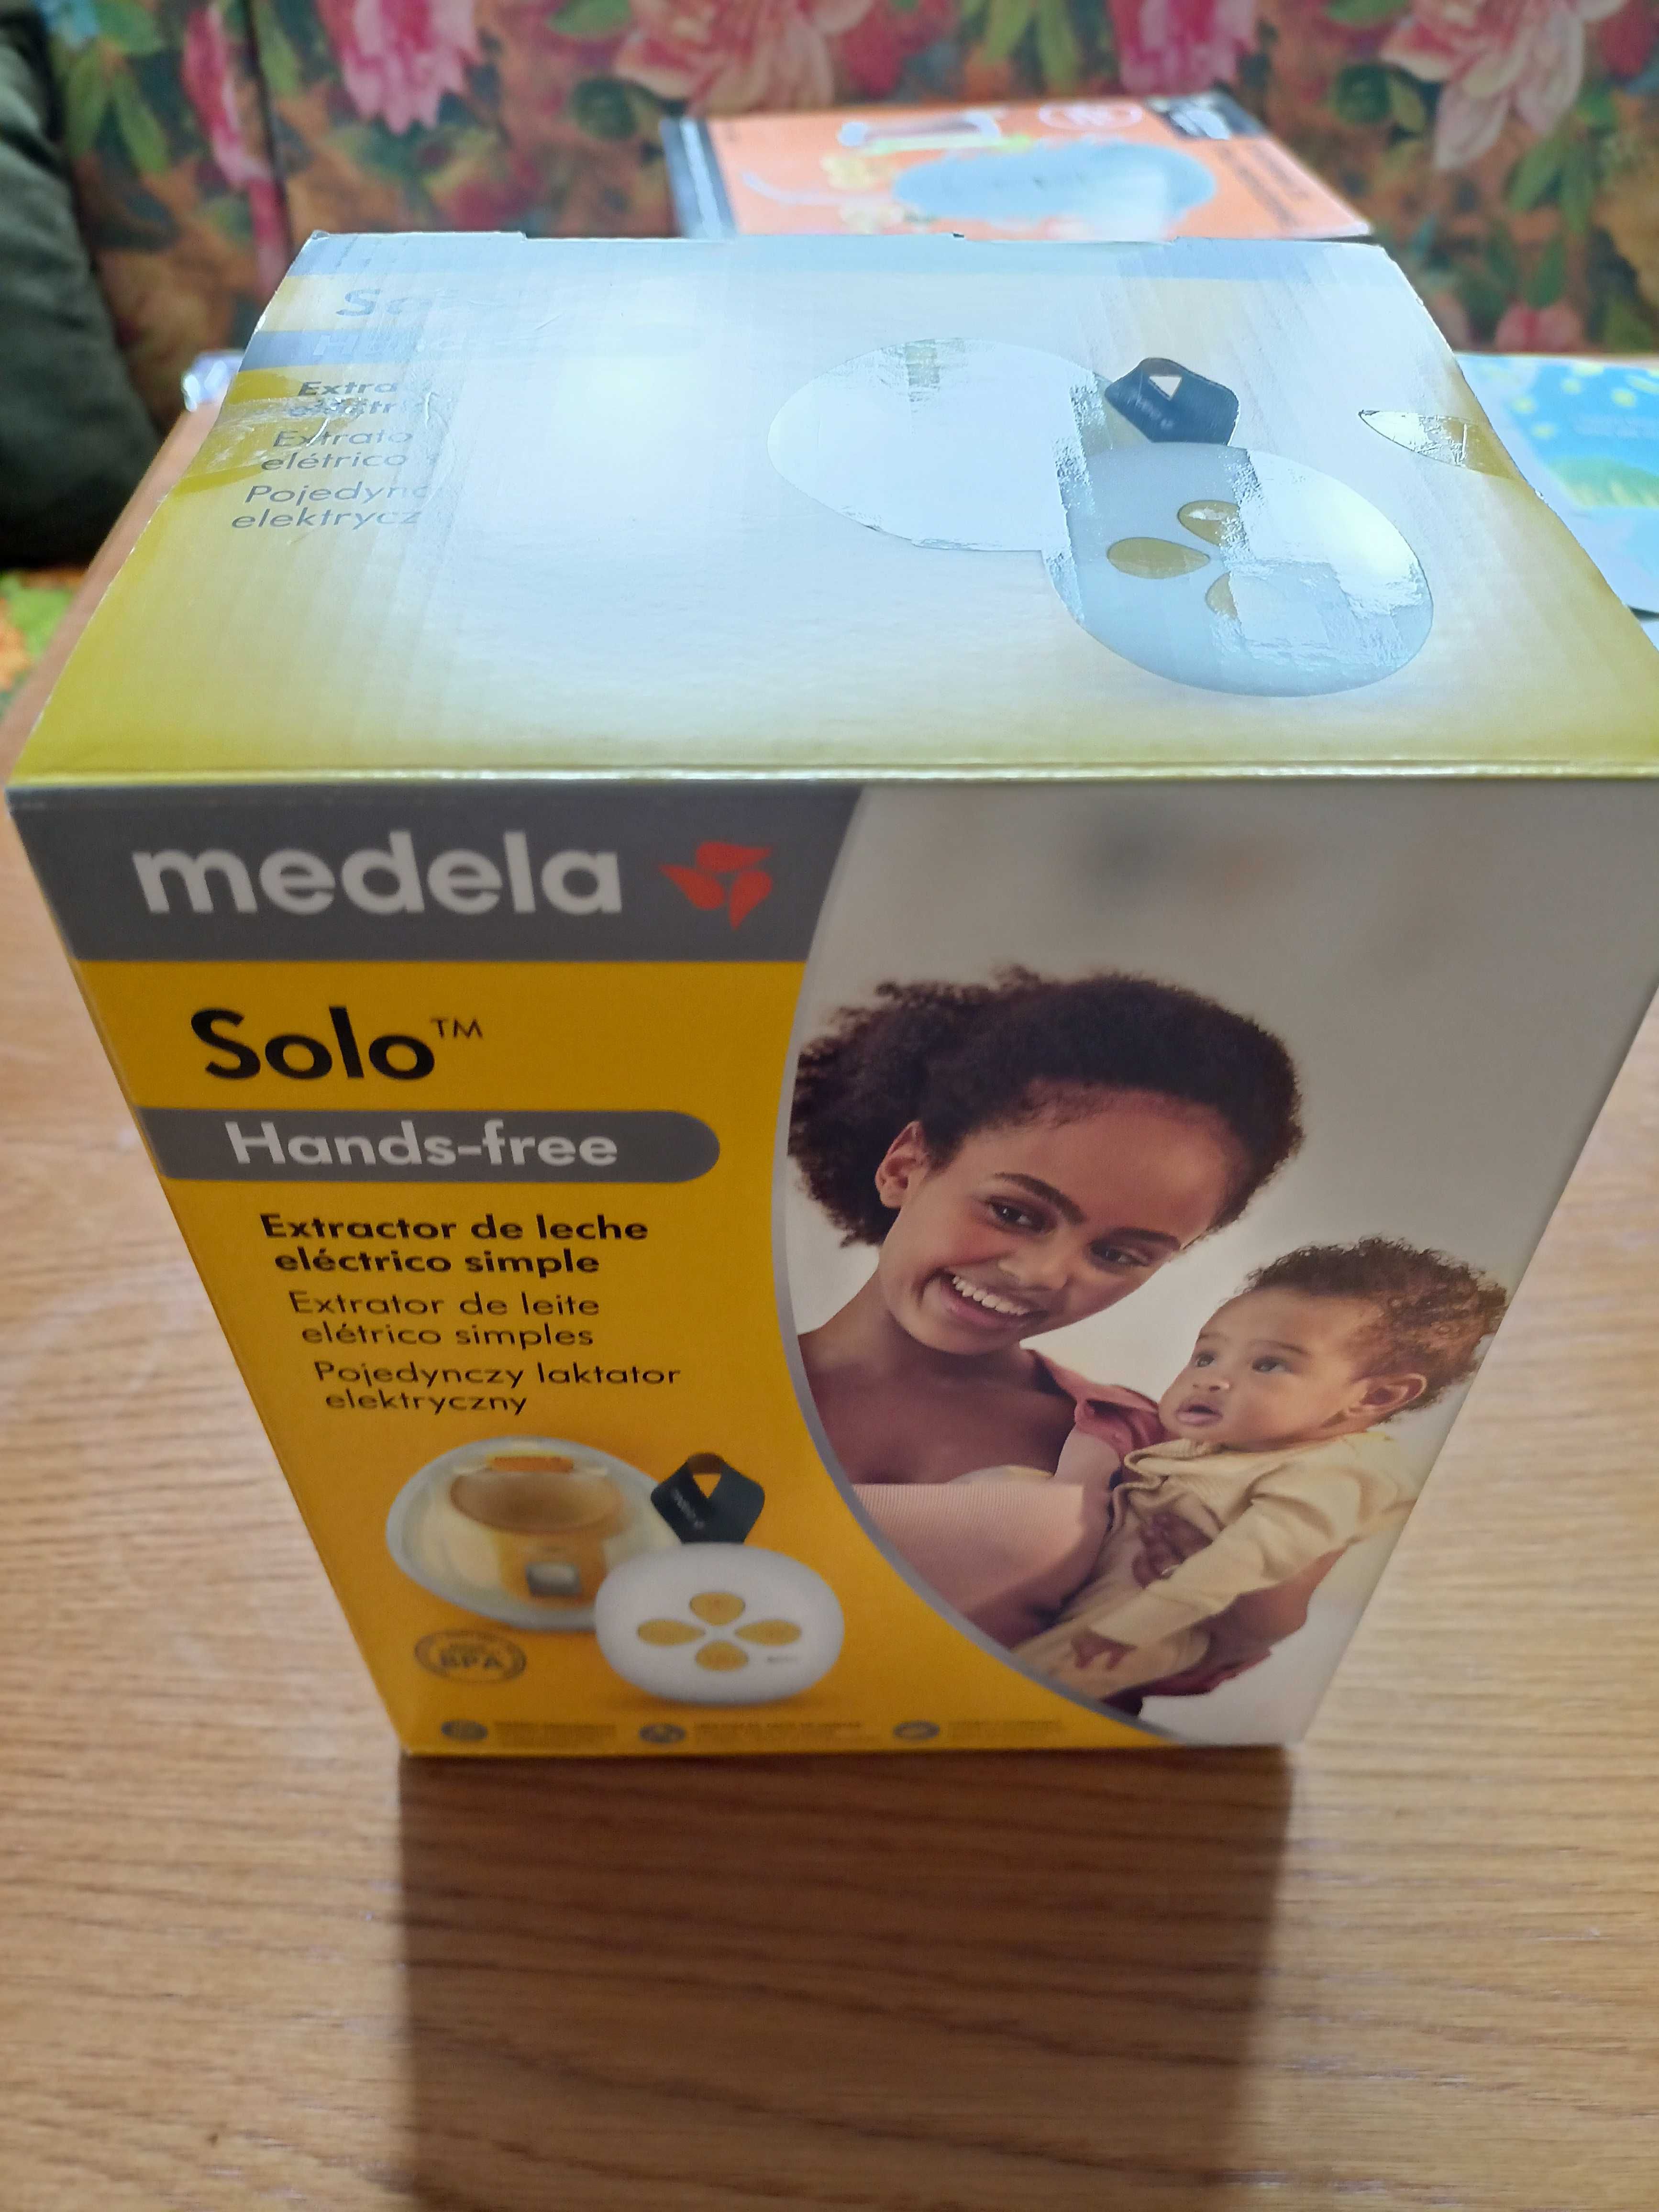 Extra
Extrato
elétrico
Pojedync
elektrycz
medela
Solo™
Hands-free
Extractor de leche
eléctrico simple
Extrator de leite
elétrico simples
Pojedynczy laktator
elektryczny
BPA